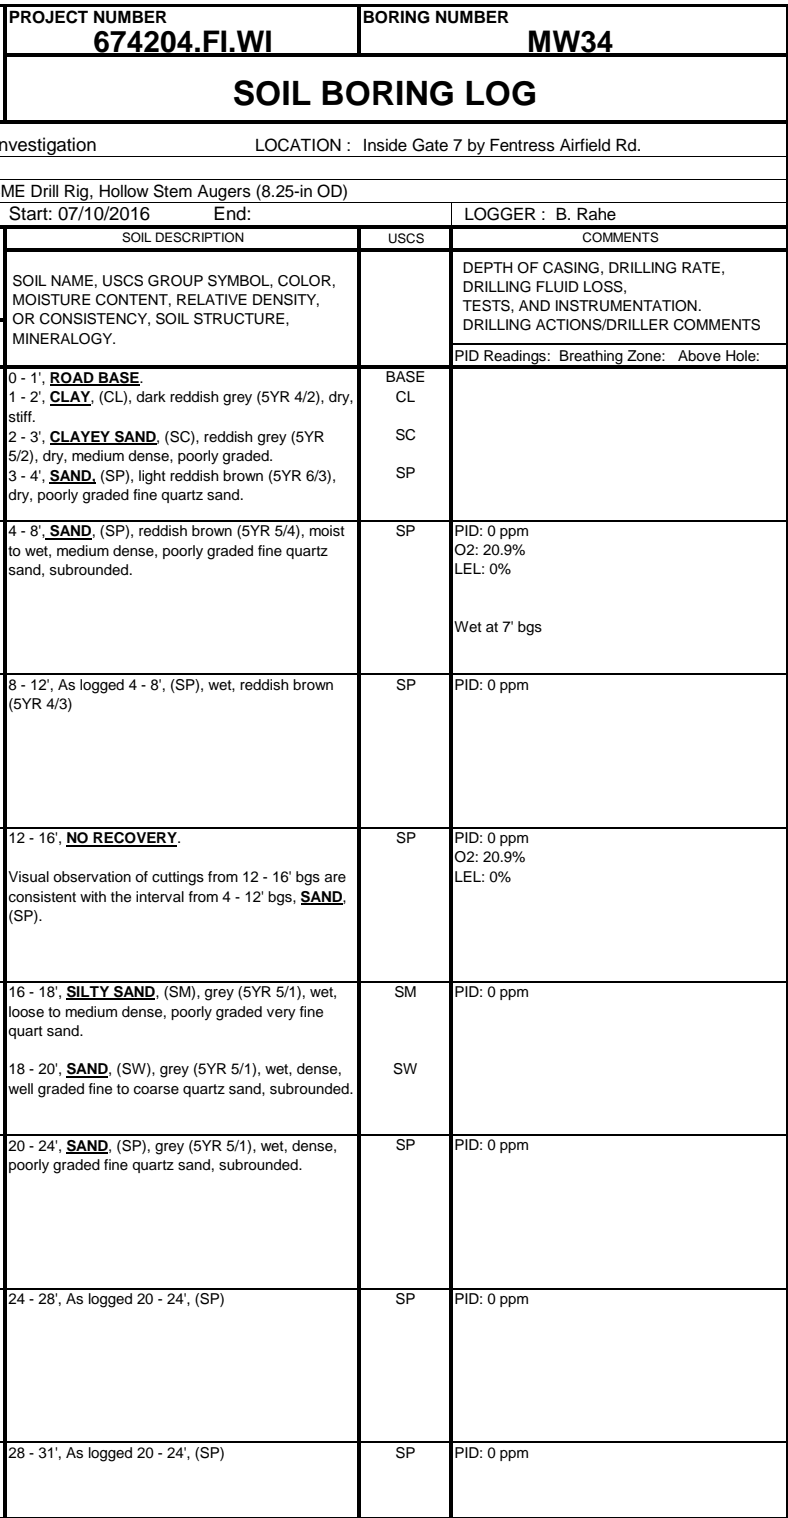 PROJECT NUMBER
674204.FI.WI
BORING NUMBER
MW34
SOIL BORING LOG
nvestigation LOCATION : Inside Gate 7 by Fentress Airfield Rd.
ME Drill Rig, Hollow Stem Augers (8.25-in OD)
Start: 07/10/2016 End: LOGGER : B. Rahe
SOIL DESCRIPTION USCS COMMENTS
SOIL NAME, USCS GROUP SYMBOL, COLOR,
MOISTURE CONTENT, RELATIVE DENSITY,
OR CONSISTENCY, SOIL STRUCTURE,
MINERALOGY.
DEPTH OF CASING, DRILLING RATE,
DRILLING FLUID LOSS,
TESTS, AND INSTRUMENTATION.
DRILLING ACTIONS/DRILLER COMMENTS
PID Readings: Breathing Zone: Above Hole:
0 - 1', ROAD BASE. BASE
1 - 2', CLAY, (CL), dark reddish grey (5YR 4/2), dry, CL
stiff.
2 - 3', CLAYEY SAND, (SC), reddish grey (5YR SC
5/2), dry, medium dense, poorly graded.
3 - 4', SAND, (SP), light reddish brown (5YR 6/3), SP
dry, poorly graded fine quartz sand.
4 - 8', SAND, (SP), reddish brown (5YR 5/4), moist SP PID: 0 ppm
to wet, medium dense, poorly graded fine quartz O2: 20.9%
sand, subrounded. LEL: 0%
Wet at 7' bgs
8 - 12', As logged 4 - 8', (SP), wet, reddish brown SP PID: 0 ppm
(5YR 4/3)
12 - 16', NO RECOVERY. SP PID: 0 ppm
O2: 20.9%
Visual observation of cuttings from 12 - 16' bgs are LEL: 0%
consistent with the interval from 4 - 12' bgs, SAND,
(SP).
16 - 18', SILTY SAND, (SM), grey (5YR 5/1), wet, SM PID: 0 ppm
loose to medium dense, poorly graded very fine
quart sand.
18 - 20', SAND, (SW), grey (5YR 5/1), wet, dense, SW
well graded fine to coarse quartz sand, subrounded.
20 - 24', SAND, (SP), grey (5YR 5/1), wet, dense, SP PID: 0 ppm
poorly graded fine quartz sand, subrounded.
24 - 28', As logged 20 - 24', (SP) SP PID: 0 ppm
28 - 31', As logged 20 - 24', (SP) SP PID: 0 ppm